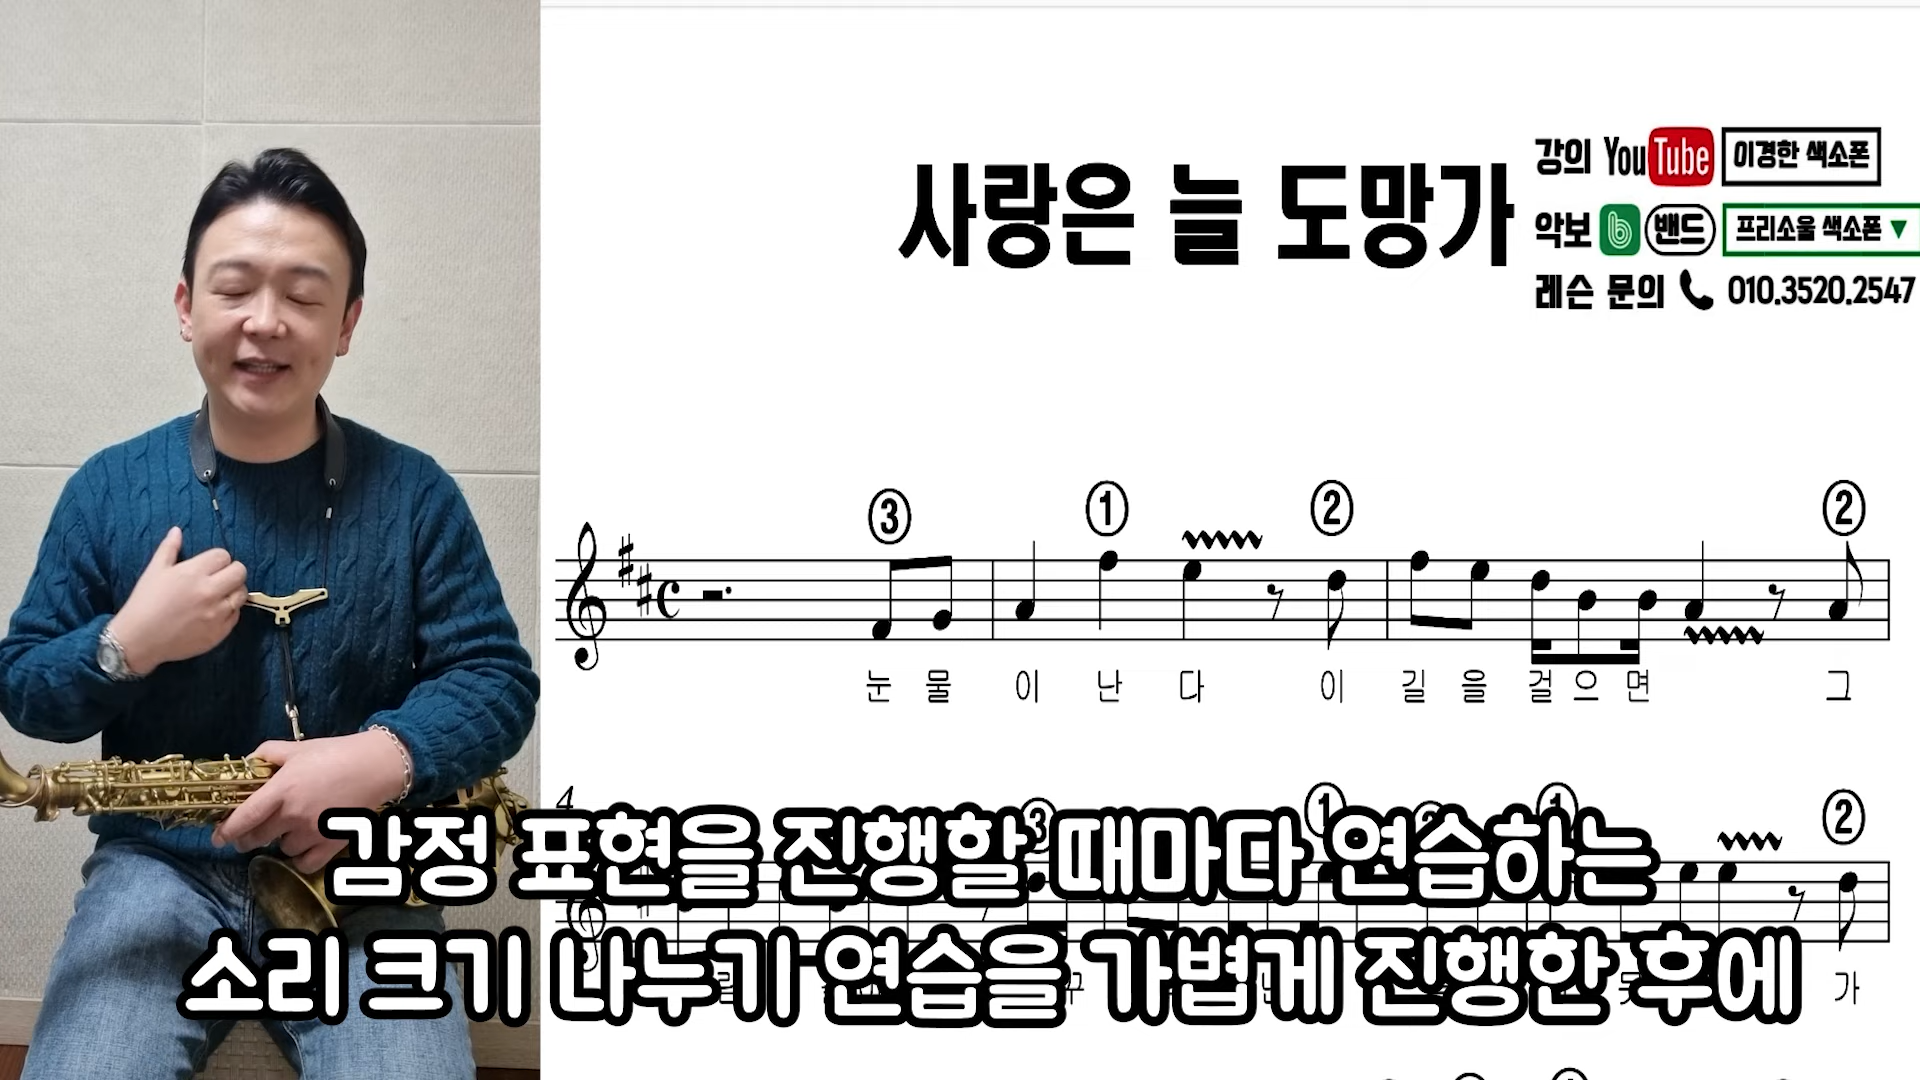 사랑은 늘 도망가
강의 YouTube 이경한 색소폰
악보 b 밴드 프리소울 색소폰 ▼
레슨 문의 010.3520.2547
③ ① ② ②
눈 물 이 난 다 이 길 을 걸 으 면 그
4
③ ① ① ②
가
감정 표현을 진행할 때마다 연습하는
소리 크기 나누기 연습을 가볍게 진행한 후에